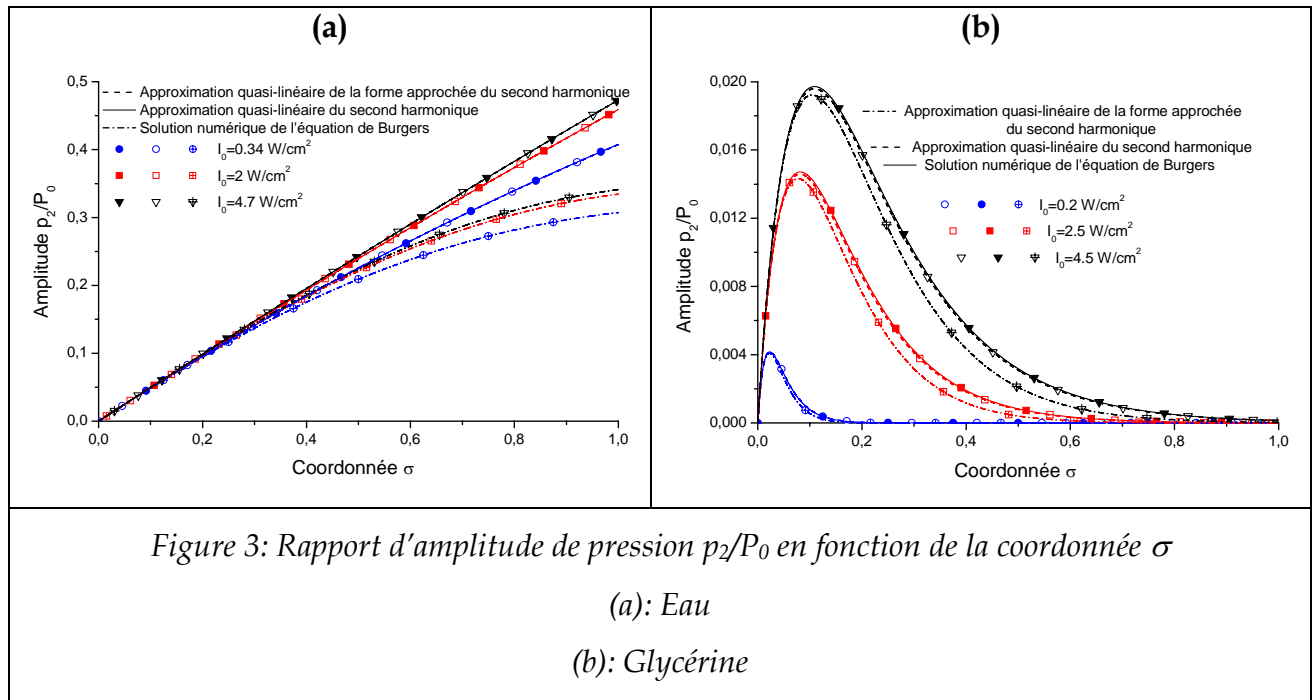 (a)
0,5
0,4
0,3
0,2
0,1
0,0
Amplitude p2/P0
Approximation quasi-linéaire de la forme approchée du second harmonique
Approximation quasi-linéaire du second harmonique
Solution numérique de l'équation de Burgers
I0=0.34 W/cm2
I0=2 W/cm2
I0=4.7 W/cm2
0,0 0,2 0,4 0,6 0,8 1,0
Coordonnée σ
(b)
0,020
0,016
0,012
0,008
0,004
0,000
Amplitude p2/P0
Approximation quasi-linéaire de la forme approchée
du second harmonique
Approximation quasi-linéaire du second harmonique
Solution numérique de l'équation de Burgers
I0=0.2 W/cm2
I0=2.5 W/cm2
I0=4.5 W/cm2
0,0 0,2 0,4 0,6 0,8 1,0
Coordonnée σ
Figure 3: Rapport d'amplitude de pression p2/P0 en fonction de la coordonnée σ
(a): Eau
(b): Glycérine